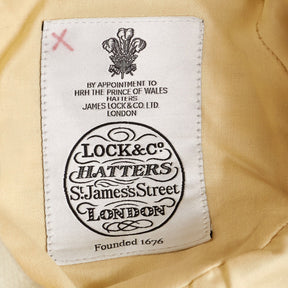 BY APPOINTMENT TO
HRH THE PRINCE OF WALES
HATTERS
JAMES LOCK & CO. LTD.
LONDON
LOCK & Co.
HATTERS
St. James's Street
LONDON
Founded 1676